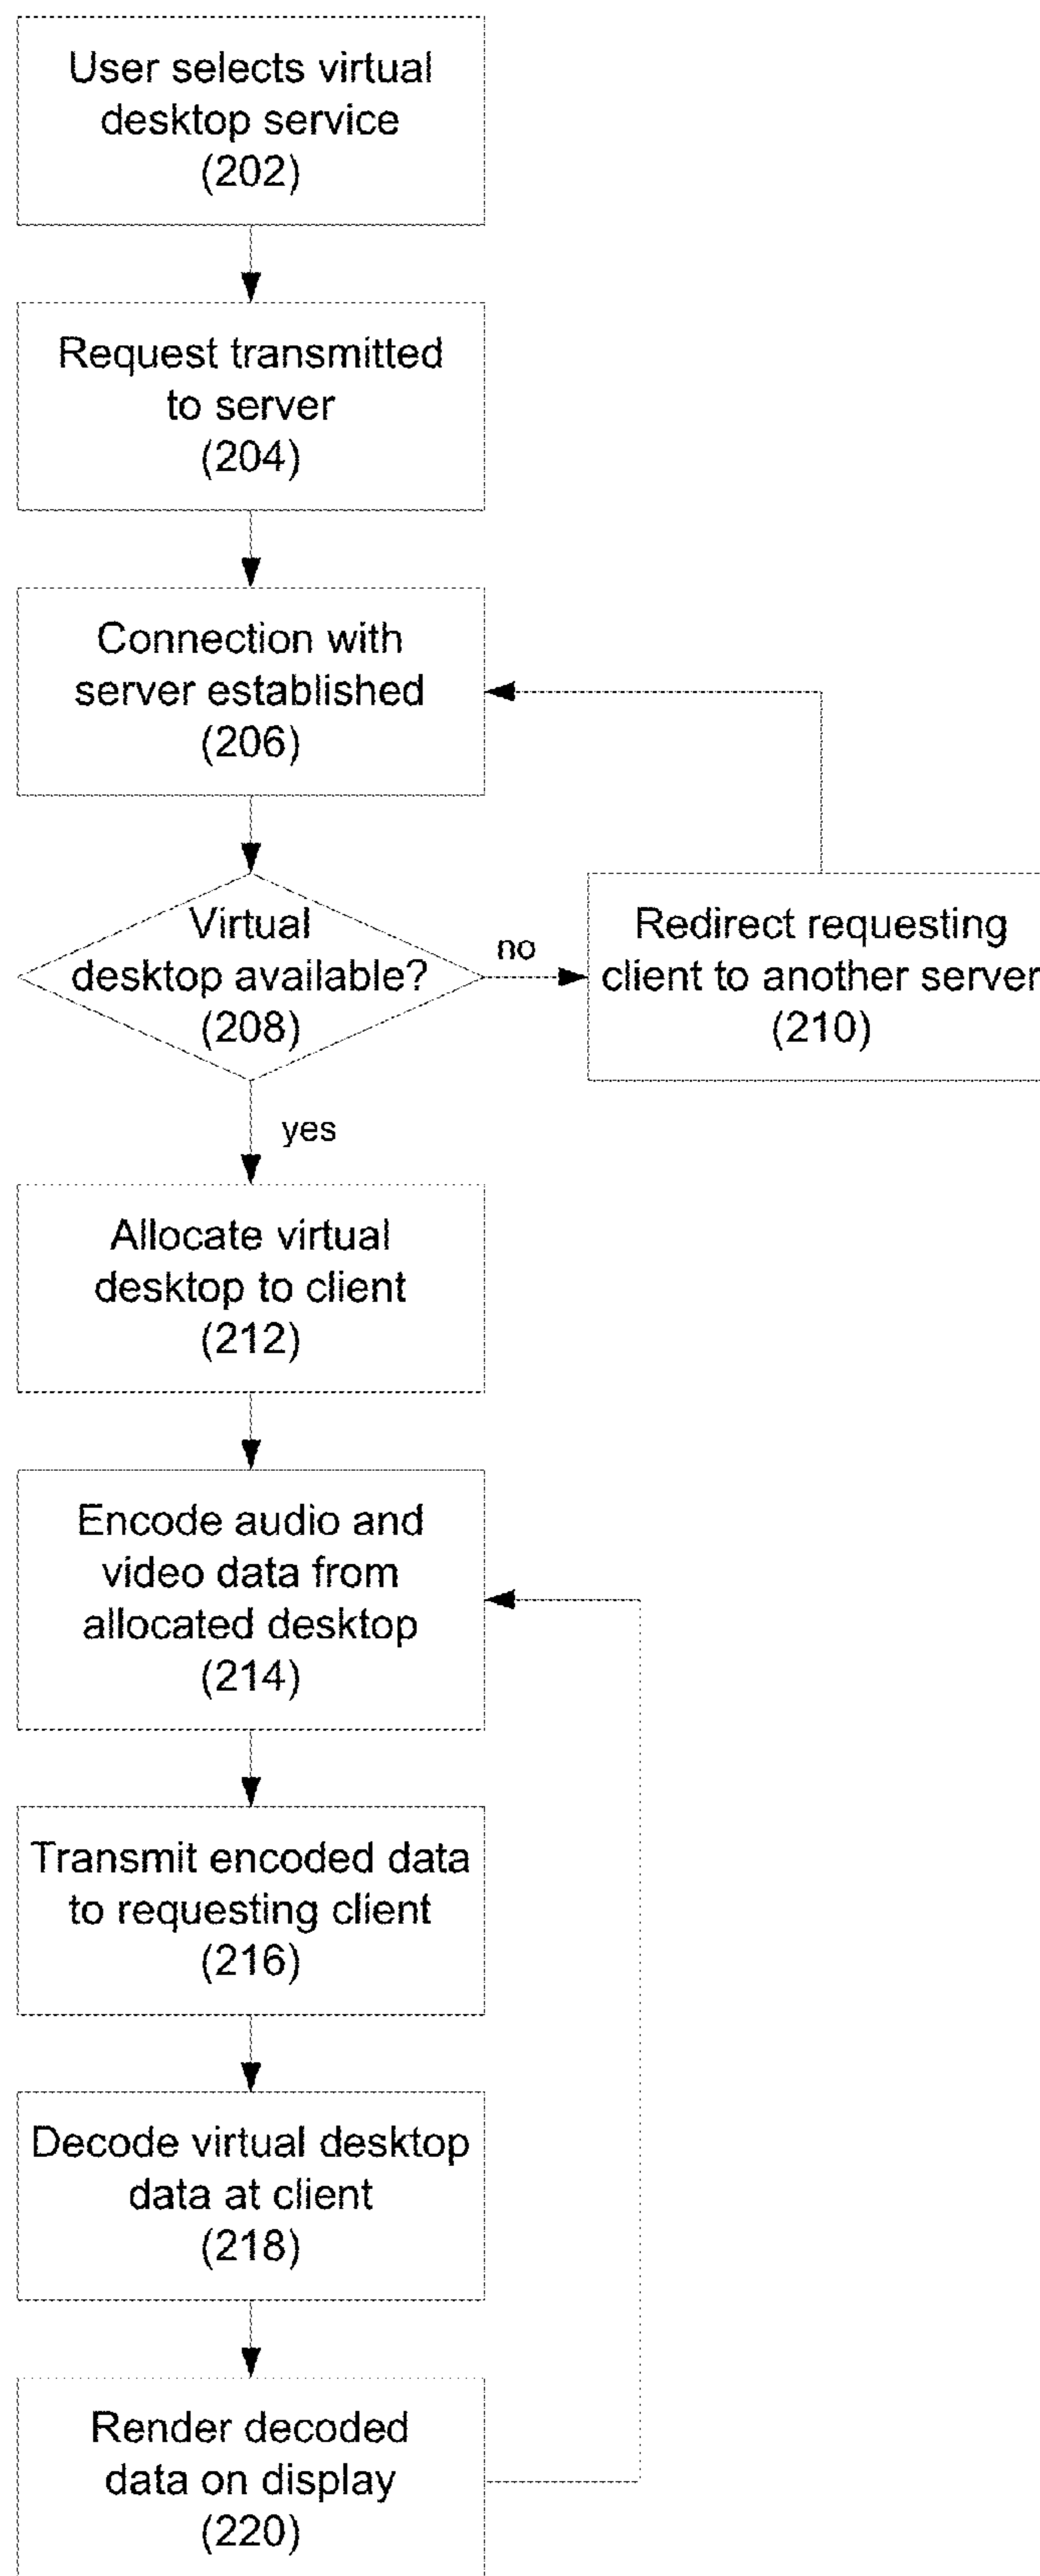 User selects virtual
desktop service
(202)
Request transmitted
to server
(204)
Connection with
server established
(206)
Virtual
desktop available?
(208)
no
Redirect requesting
client to another server
(210)
yes
Allocate virtual
desktop to client
(212)
Encode audio and
video data from
allocated desktop
(214)
Transmit encoded data
to requesting client
(216)
Decode virtual desktop
data at client
(218)
Render decoded
data on display
(220)